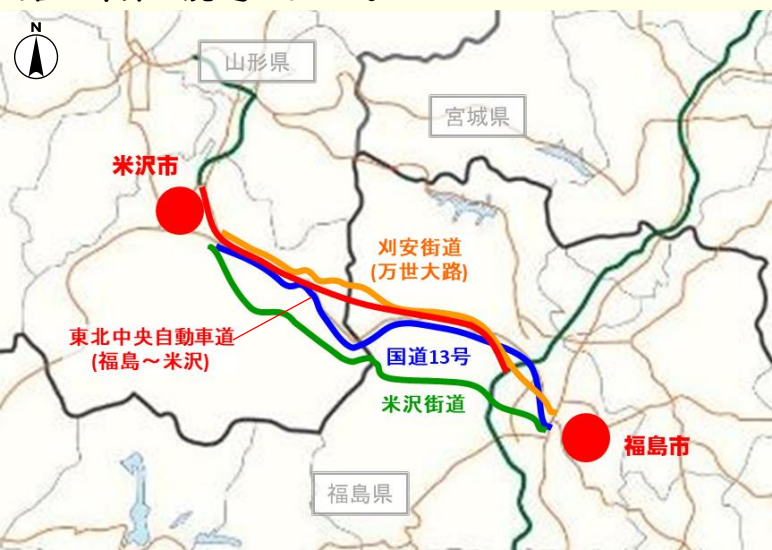 N
山形県
宮城県
米沢市
刈安街道
(万世大路)
東北中央自動車道
(福島～米沢)
国道13号
米沢街道
福島市
福島県